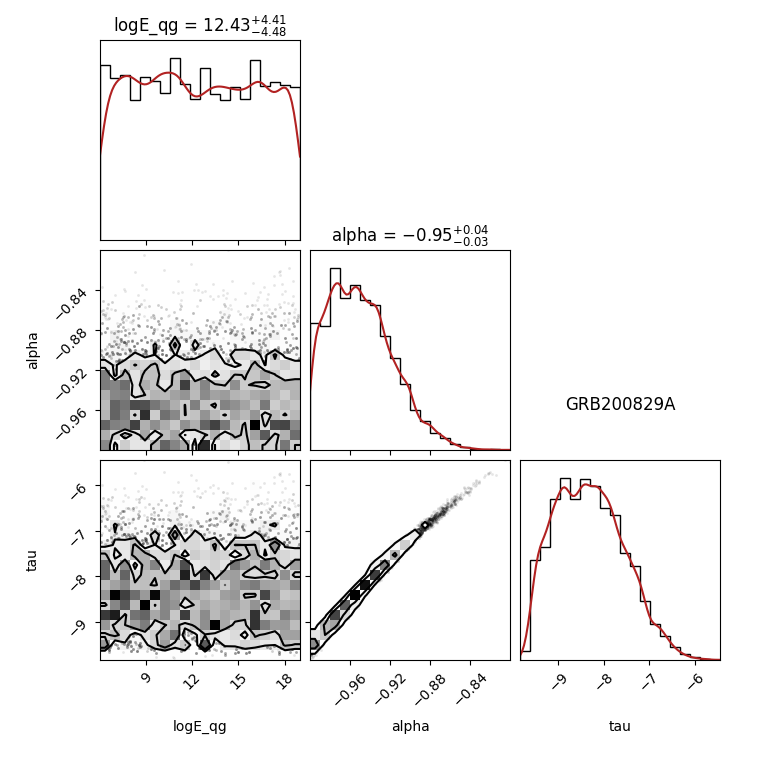 logE_qg = 12.43+4.41−4.48
alpha = −0.95+0.04−0.03
alpha
−0.84
−0.88
−0.92
−0.96
GRB200829A
tau
−6
−7
−8
−9
9 12 15 18
−0.96 −0.92 −0.88 −0.84
−9 −8 −7 −6
logE_qg alpha tau